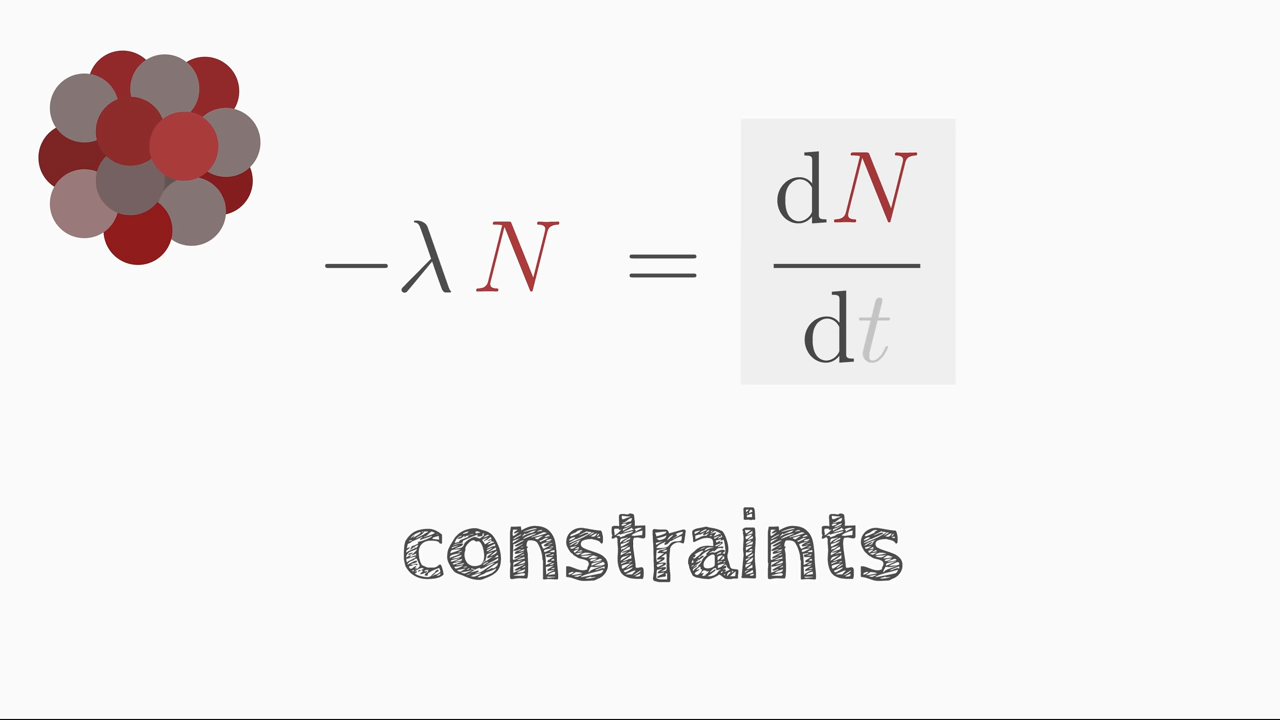 −λ N = dN/dt
constraints